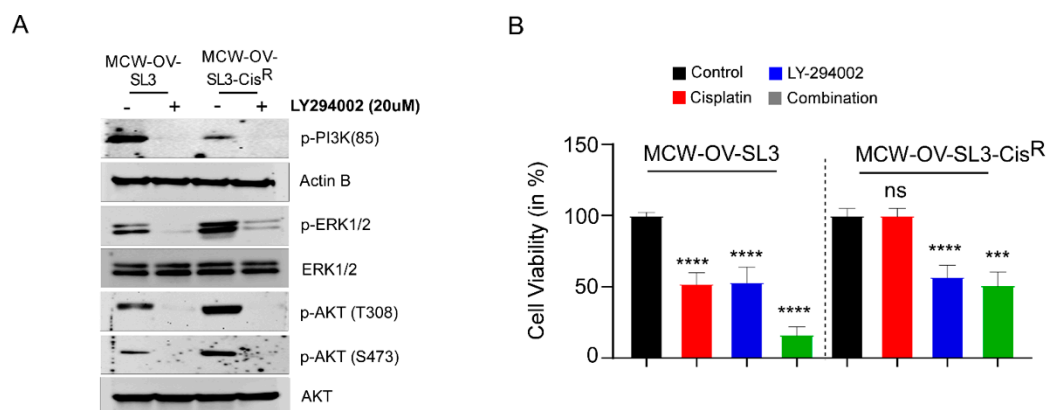 A
MCW-OV-
SL3
MCW-OV-
SL3-CisR
- + - + LY294002 (20uM)
p-PI3K(85)
Actin B
p-ERK1/2
ERK1/2
p-AKT (T308)
p-AKT (S473)
AKT
B
Control LY-294002
Cisplatin Combination
Cell Viability (in %)
150
100
50
0
MCW-OV-SL3 MCW-OV-SL3-CisR
**** **** **** ns **** ***